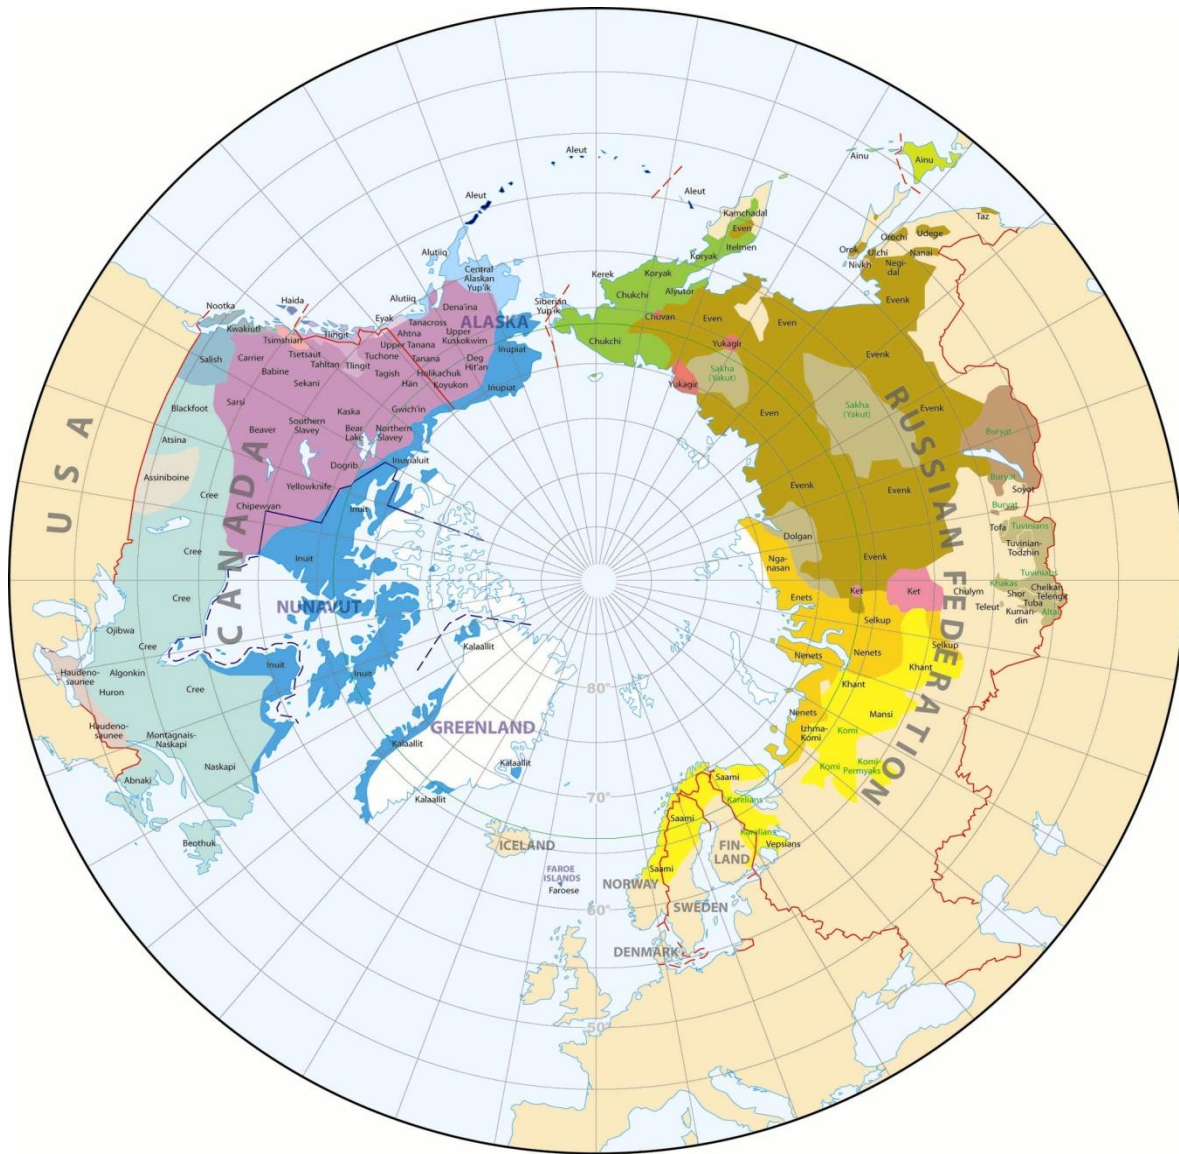 Aleut
Aleut
Aleut
Ainu
Ainu
Taz
Kamchadal
Even
Itelmen
Koryak
Koryak
Kerek
Alyutor
Chukchi
Chukchi
Chuvan
Even
Even
Orok
Orochi
Udege
Ulchi
Nanai
Nivkh
Negi-
dal
Evenk
Evenk
Yukagir
Yukagir
Sakha
(Yakut)
Sakha
(Yakut)
Even
Evenk
Evenk
Evenk
Evenk
Buryat
Buryat
Soyot
Buryat
Tofa
Tuvinians
Tuvinian-
Todzhin
Tuvinians
Khakas
Chelkan
Shor
Telengit
Tuba
Teleut
Kuman-
din
Altai
Chulym
Dolgan
Nga-
nasan
Enets
Ket
Ket
Selkup
Selkup
Nenets
Nenets
Nenets
Khant
Khant
Mansi
Izhma-
Komi
Komi
Komi
Komi-
Permyaks
RUSSIAN FEDERATION
Alutiiq
Central
Alaskan
Yup'ik
Siberian
Yup'ik
Alutiiq
Dena'ina
Eyak
ALASKA
Tanacross
Ahtna
Upper
Kuskokwim
Upper
Tanana
Tanana
Deg
Hit'an
Inupiat
Inupiat
Holikachuk
Koyukon
Hän
Tuchone
Tagish
Tlingit
Tlingit
Haida
Nootka
Kwakiutl
Tsimshian
Tsetsaut
Tahltan
Salish
Carrier
Babine
Sekani
Sarsi
Blackfoot
Atsina
Assiniboine
Beaver
Southern
Slavey
Kaska
Bear
Lake
Gwich'in
Northern
Slavey
Dogrib
Yellowknife
Chipewyan
Inuvialuit
Inuit
Inuit
Inuit
Inuit
Cree
Cree
Cree
Cree
Cree
Ojibwa
Algonkin
Huron
Haudeno-
saunee
Haudeno-
saunee
Montagnais-
Naskapi
Naskapi
Abnaki
Beothuk
USA
CANADA
NUNAVUT
GREENLAND
Kalaallit
Kalaallit
Kalaallit
Kalaallit
80°
70°
60°
50°
ICELAND
FAROE
ISLANDS
Faroese
NORWAY
SWEDEN
DENMARK
FIN-
LAND
Saami
Saami
Saami
Karelians
Karelians
Vepsians